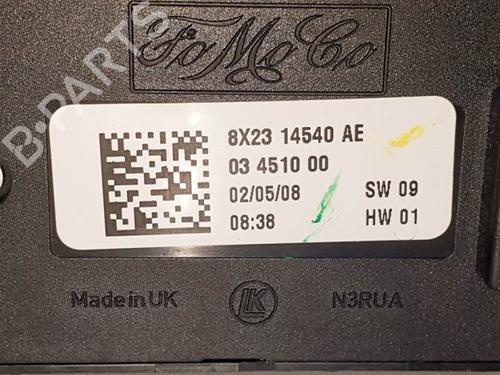 FoMoCo
B-PARTS
8X23 14540 AE
03 4510 00
02/05/08 SW 09
08:38 HW 01
Made in UK LK N3RUA